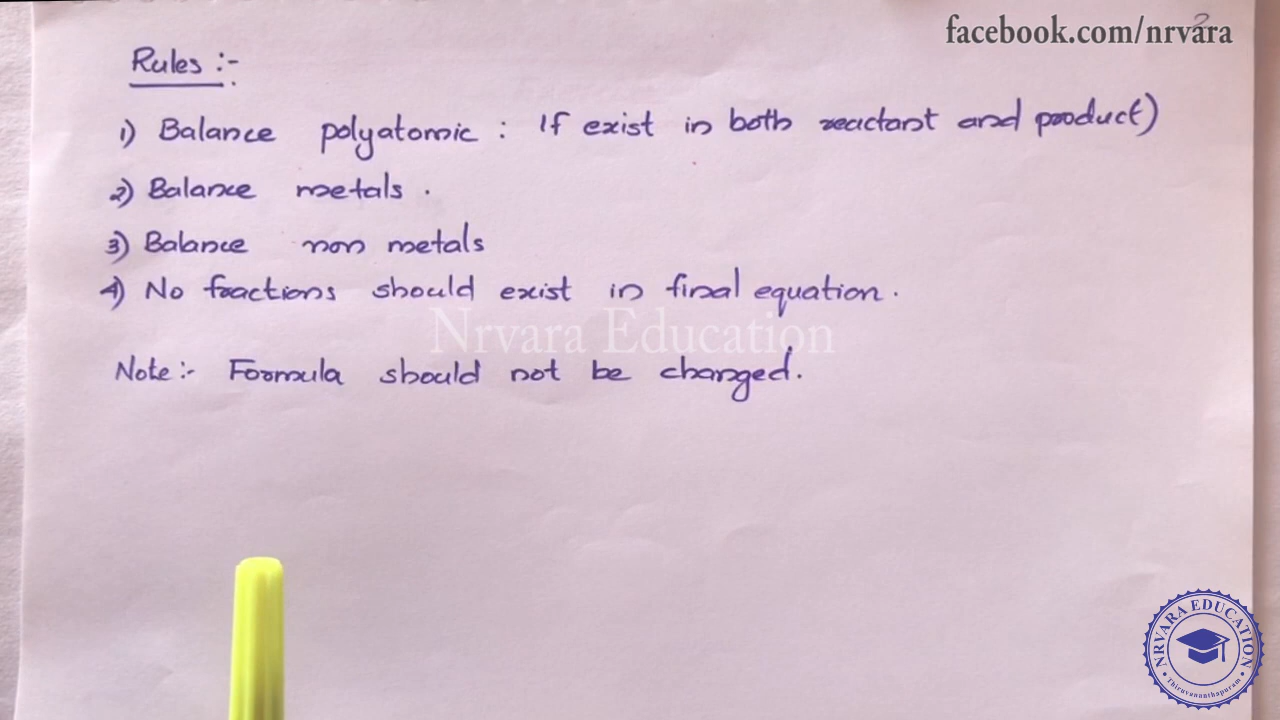 facebook.com/nrvara
2
Rules :-
1) Balance polyatomic : If exist in both reactant and product)
2) Balance metals .
3) Balance non metals
4) No fractions should exist in final equation .
Nrvara Education
Note :- Formula should not be changed.
NRVARA EDUCATION
Thiruvananthapuram